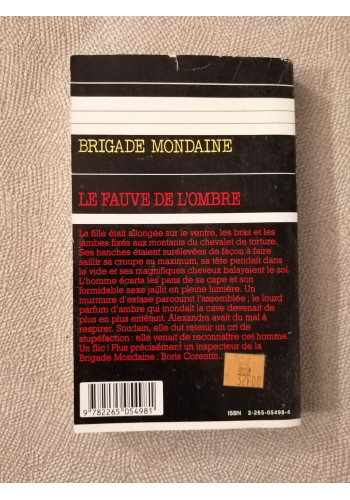 BRIGADE MONDAINE
LE FAUVE DE L'OMBRE
La fille était allongée sur le ventre, les bras et les
jambes fixés aux montants du chevalet de torture.
Ses hanches étaient surélevées de façon à faire
saillir sa croupe au maximum, sa tête pendait dans
le vide et ses magnifiques cheveux balayaient le sol.
L'homme écarta les pans de sa cape et son
formidable sexe jaillit en pleine lumière. Un
murmure d'extase parcourut l'assemblée ; le lourd
parfum d'ambre qui inondait la cave devenait de
plus en plus entêtant. Alexandra avait du mal à
respirer. Soudain, elle dut retenir un cri de
stupéfaction : elle venait de reconnaître cet homme.
Un flic ! Plus précisément un inspecteur de la
Brigade Mondaine : Boris Corentin...
9 782265 054981
ISBN 2-265-05498-4